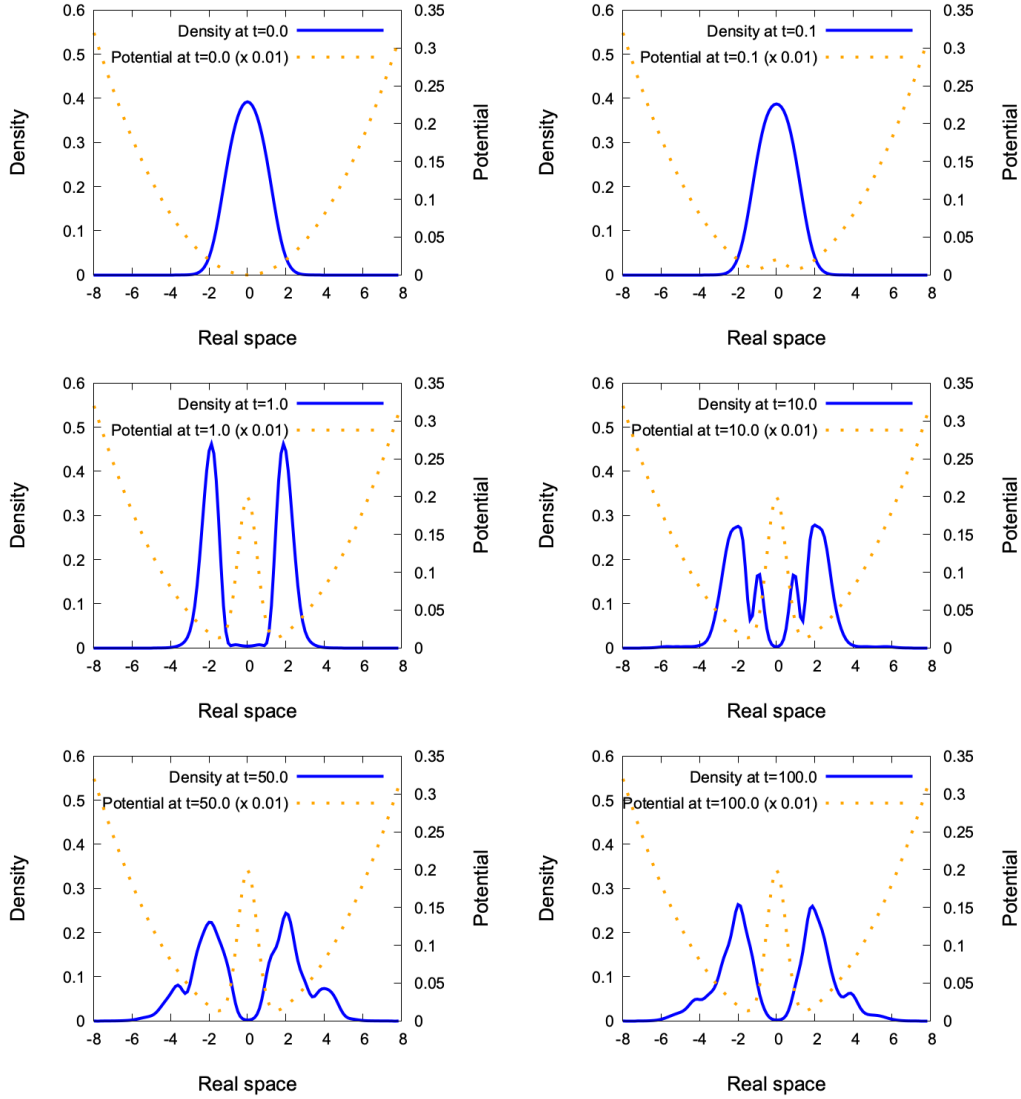 0.6
0.5
0.4
0.3
0.2
0.1
0
0.35
0.3
0.25
0.2
0.15
0.1
0.05
0
-8 -6 -4 -2 0 2 4 6 8
Density
Potential
Real space
Density at t=0.0
Potential at t=0.0 (x 0.01)
0.6
0.5
0.4
0.3
0.2
0.1
0
0.35
0.3
0.25
0.2
0.15
0.1
0.05
0
-8 -6 -4 -2 0 2 4 6 8
Density
Potential
Real space
Density at t=0.1
Potential at t=0.1 (x 0.01)
0.6
0.5
0.4
0.3
0.2
0.1
0
0.35
0.3
0.25
0.2
0.15
0.1
0.05
0
-8 -6 -4 -2 0 2 4 6 8
Density
Potential
Real space
Density at t=1.0
Potential at t=1.0 (x 0.01)
0.6
0.5
0.4
0.3
0.2
0.1
0
0.35
0.3
0.25
0.2
0.15
0.1
0.05
0
-8 -6 -4 -2 0 2 4 6 8
Density
Potential
Real space
Density at t=10.0
Potential at t=10.0 (x 0.01)
0.6
0.5
0.4
0.3
0.2
0.1
0
0.35
0.3
0.25
0.2
0.15
0.1
0.05
0
-8 -6 -4 -2 0 2 4 6 8
Density
Potential
Real space
Density at t=50.0
Potential at t=50.0 (x 0.01)
0.6
0.5
0.4
0.3
0.2
0.1
0
0.35
0.3
0.25
0.2
0.15
0.1
0.05
0
-8 -6 -4 -2 0 2 4 6 8
Density
Potential
Real space
Density at t=100.0
Potential at t=100.0 (x 0.01)